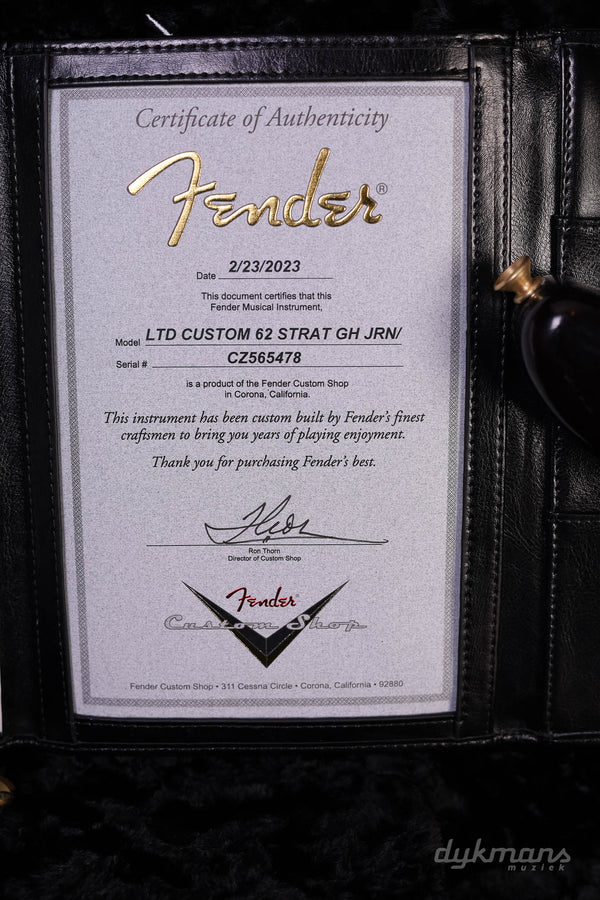 Certificate of Authenticity
Fender®
Date 2/23/2023
This document certifies that this
Fender Musical Instrument,
Model LTD CUSTOM 62 STRAT GH JRN/
Serial # CZ565478
is a product of the Fender Custom Shop
in Corona, California.
This instrument has been custom built by Fender's finest
craftsmen to bring you years of playing enjoyment.
Thank you for purchasing Fender's best.
Ron Thorn
Director of Custom Shop
Fender®
Custom Shop
Fender Custom Shop • 311 Cessna Circle • Corona, California • 92880
dykmans
muziek